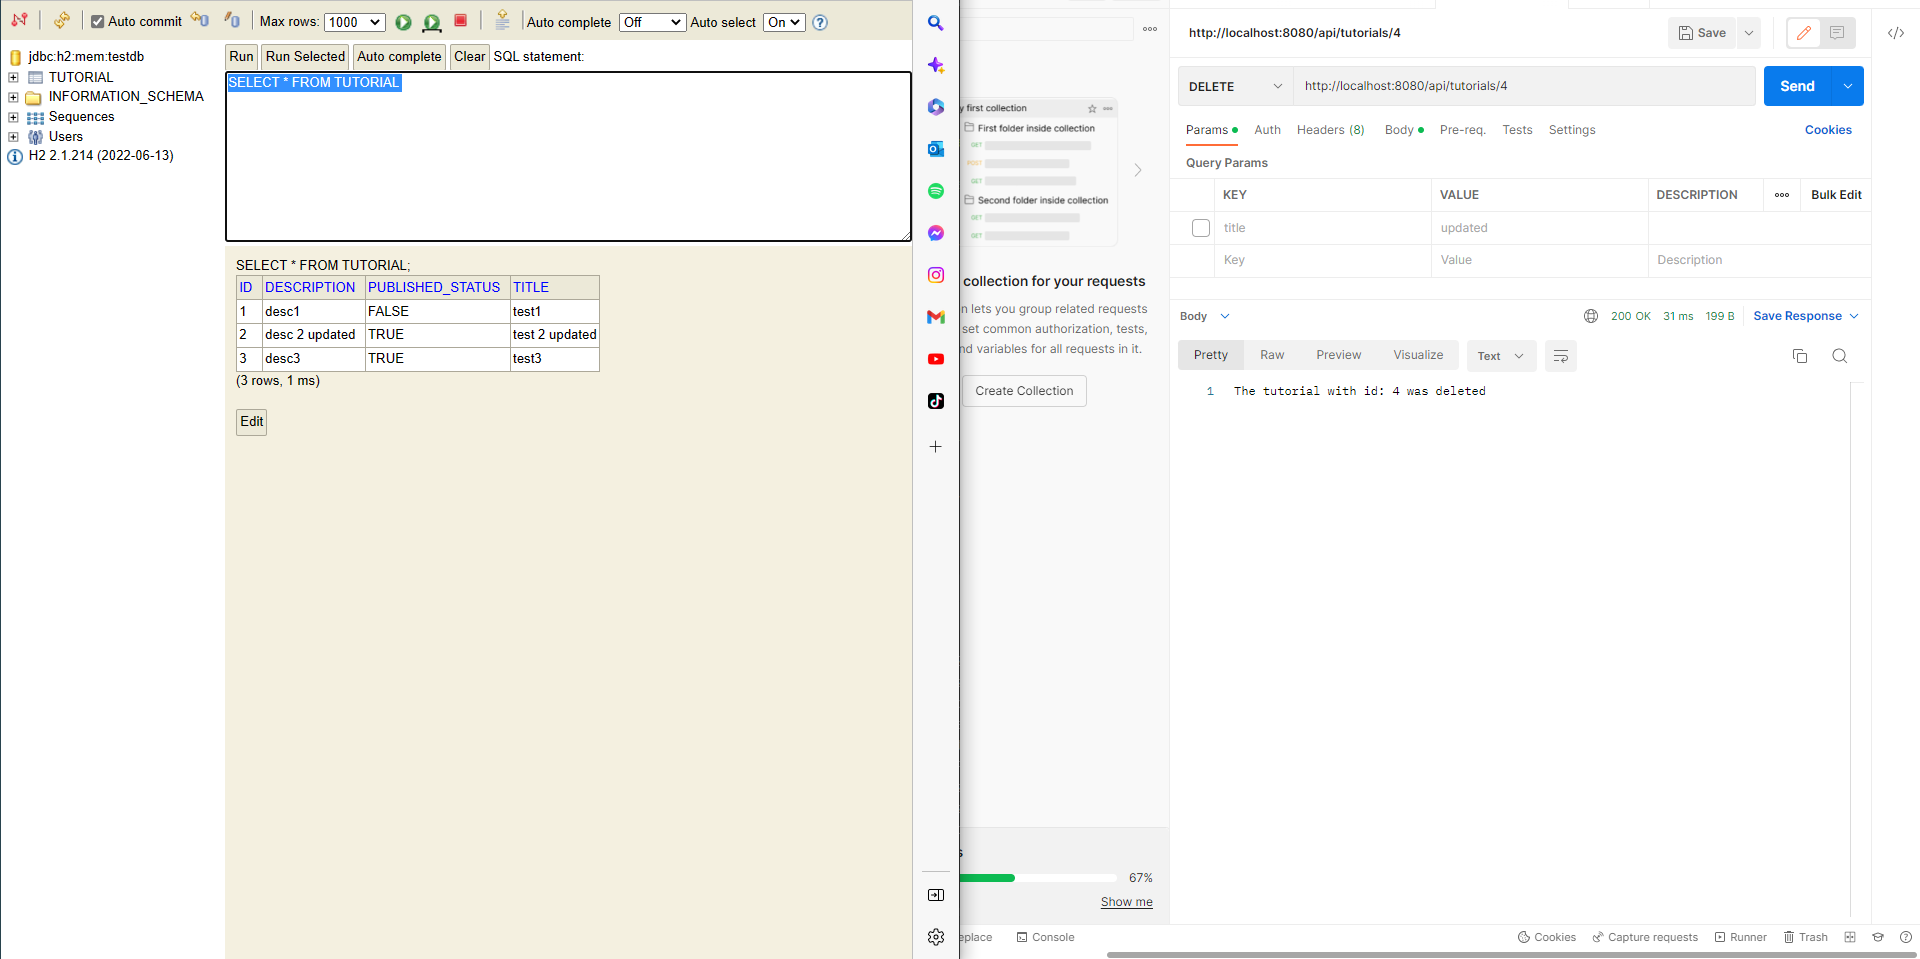 Auto commit
Max rows: 1000
Auto complete Off Auto select On
jdbc:h2:mem:testdb
TUTORIAL
INFORMATION_SCHEMA
Sequences
Users
H2 2.1.214 (2022-06-13)
Run Run Selected Auto complete Clear SQL statement:
SELECT * FROM TUTORIAL
SELECT * FROM TUTORIAL;
ID DESCRIPTION PUBLISHED_STATUS TITLE
1 desc1 FALSE test1
2 desc 2 updated TRUE test 2 updated
3 desc3 TRUE test3
(3 rows, 1 ms)
Edit
y first collection
First folder inside collection
GET
POST
GET
Second folder inside collection
GET
GET
collection for your requests
n lets you group related requests
set common authorization, tests,
nd variables for all requests in it.
Create Collection
s
67%
Show me
eplace Console
http://localhost:8080/api/tutorials/4
Save
DELETE http://localhost:8080/api/tutorials/4 Send
Params Auth Headers (8) Body Pre-req. Tests Settings Cookies
Query Params
KEY VALUE DESCRIPTION Bulk Edit
title updated
Key Value Description
Body 200 OK 31 ms 199 B Save Response
Pretty Raw Preview Visualize Text
1 The tutorial with id: 4 was deleted
Cookies Capture requests Runner Trash